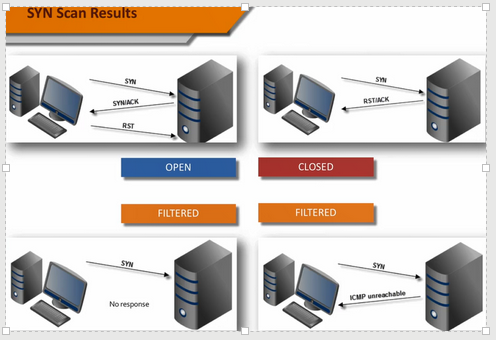 SYN Scan Results
SYN
SYN/ACK
RST
SYN
RST/ACK
OPEN
CLOSED
FILTERED
FILTERED
SYN
No response
SYN
ICMP unreachable